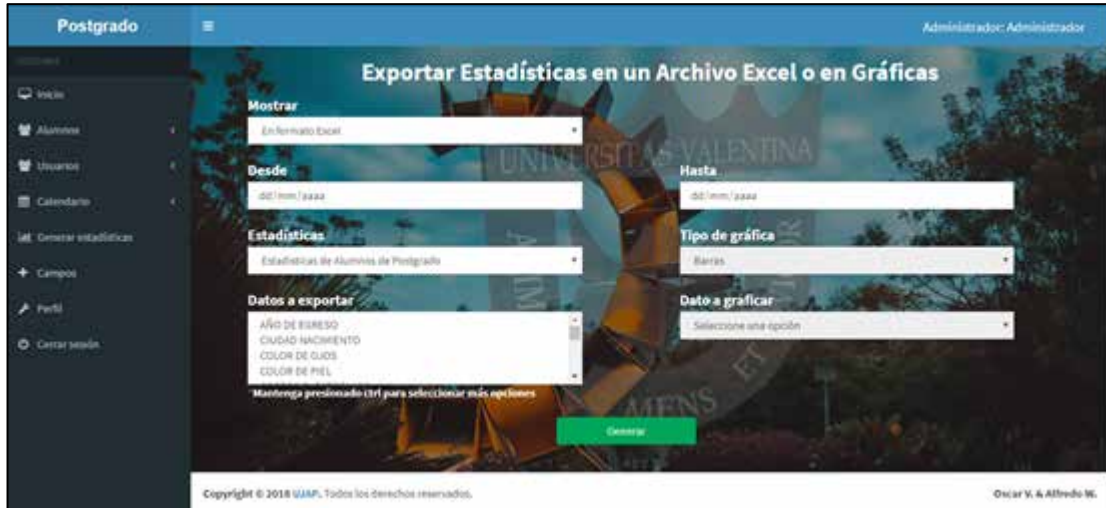 Postgrado
Administrador: Administrador
Inicio
Alumnos
Usuarios
Calendario
Generar estadísticas
Campos
Perfil
Cerrar sesión
Exportar Estadísticas en un Archivo Excel o en Gráficas
Mostrar
En formato Excel
UNIVERSITAS VALENTINA
Desde
Hasta
dd/mm/aaaa
dd/mm/aaaa
Estadísticas
Tipo de gráfica
Estadísticas de Alumnos de Postgrado
Barras
Datos a exportar
Dato a graficar
AÑO DE EGRESO
CIUDAD NACIMIENTO
COLOR DE OJOS
COLOR DE PIEL
Seleccione una opción
*Mantenga presionado ctrl para seleccionar más opciones
MENS
ET
Generar
Copyright © 2018 UJAP. Todos los derechos reservados.
Oscar V. & Alfredo W.